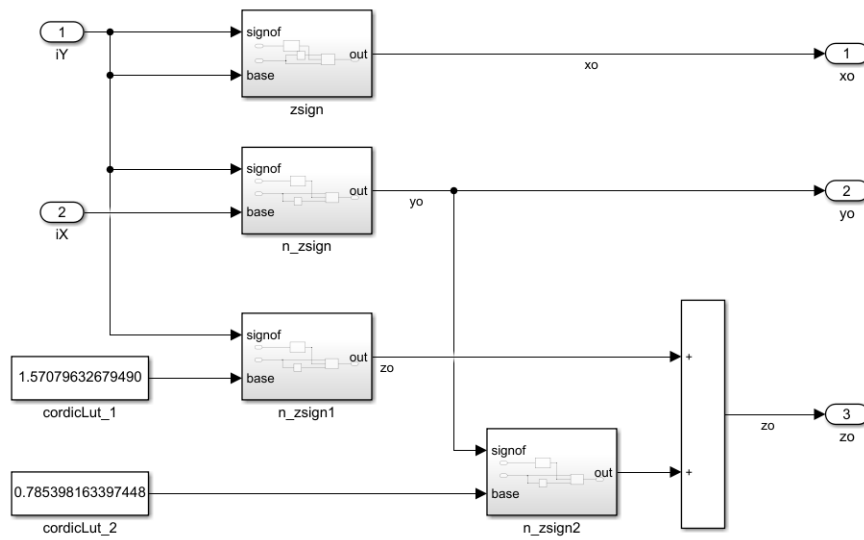 1
iY
signof
base
out
zsign
xo
1
xo
2
iX
signof
base
out
n_zsign
yo
2
yo
1.57079632679490
cordicLut_1
signof
base
out
n_zsign1
zo
0.785398163397448
cordicLut_2
signof
base
out
n_zsign2
+
+
zo
3
zo